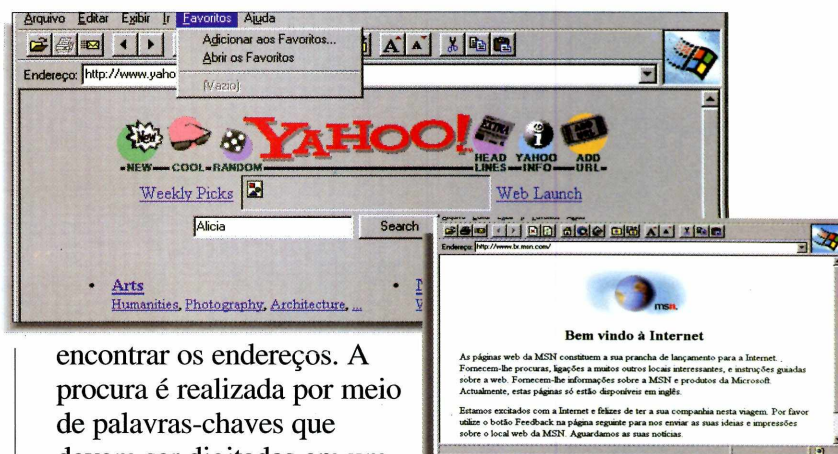 Arquivo Editar Exibir Ir Favoritos Ajuda
Adicionar aos Favoritos...
Abrir os Favoritos
(Vazio)
Endereço: http://www.yaho
YAHOO!
NEW COOL RANDOM
HEAD LINES YAHOO INFO ADD URL
Weekly Picks
Web Launch
Alicia Search
Arts
Humanities, Photography, Architecture, ...
Endereço: http://www.br.msn.com/
msn.
Bem vindo à Internet
As páginas web da MSN constituem a sua prancha de lançamento para a Internet.
Fornecem-lhe procuras, ligações a muitos outros locais interessantes, e instruções guiadas
sobre a web. Fornecem-lhe informações sobre a MSN e produtos da Microsoft.
Actualmente, estas páginas só estão disponíveis em inglês.
Estamos excitados com a Internet e felizes de ter a sua companhia nesta viagem. Por favor
utilize o botão Feedback na página seguinte para nos enviar as suas ideias e impressões
sobre o local web da MSN. Aguardamos as suas notícias.
encontrar os endereços. A
procura é realizada por meio
de palavras-chaves que
devem ser digitadas em um